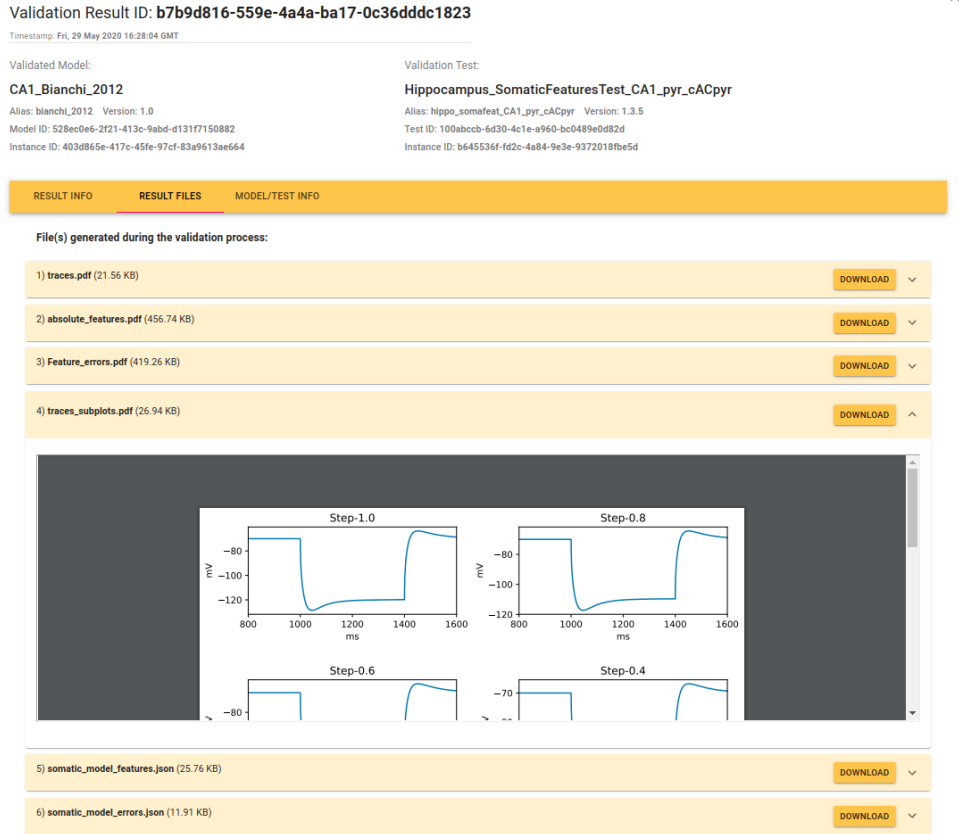 Validation Result ID: b7b9d816-559e-4a4a-ba17-0c36dddc1823
Timestamp: Fri, 29 May 2020 16:28:04 GMT
Validated Model:
Validation Test:
CA1_Bianchi_2012
Hippocampus_SomaticFeaturesTest_CA1_pyr_cACpyr
Alias: bianchi_2012 Version: 1.0
Alias: hippo_somafeat_CA1_pyr_cACpyr Version: 1.3.5
Model ID: 528ec0e6-2f21-413c-9abd-d131f7150882
Test ID: 100abccb-6d30-4c1e-a960-bc0489e0d82d
Instance ID: 403d865e-417c-45fe-97cf-83a9613ae664
Instance ID: b645536f-fd2c-4a84-9e3e-9372018fbe5d
RESULT INFO RESULT FILES MODEL/TEST INFO
File(s) generated during the validation process:
1) traces.pdf (21.56 KB) DOWNLOAD
2) absolute_features.pdf (456.74 KB) DOWNLOAD
3) Feature_errors.pdf (419.26 KB) DOWNLOAD
4) traces_subplots.pdf (26.94 KB) DOWNLOAD
Step-1.0
mV
−80
−100
−120
800 1000 1200 1400 1600
ms
Step-0.8
mV
−80
−100
−120
800 1000 1200 1400 1600
ms
Step-0.6
−80
Step-0.4
−70
5) somatic_model_features.json (25.76 KB) DOWNLOAD
6) somatic_model_errors.json (11.91 KB) DOWNLOAD